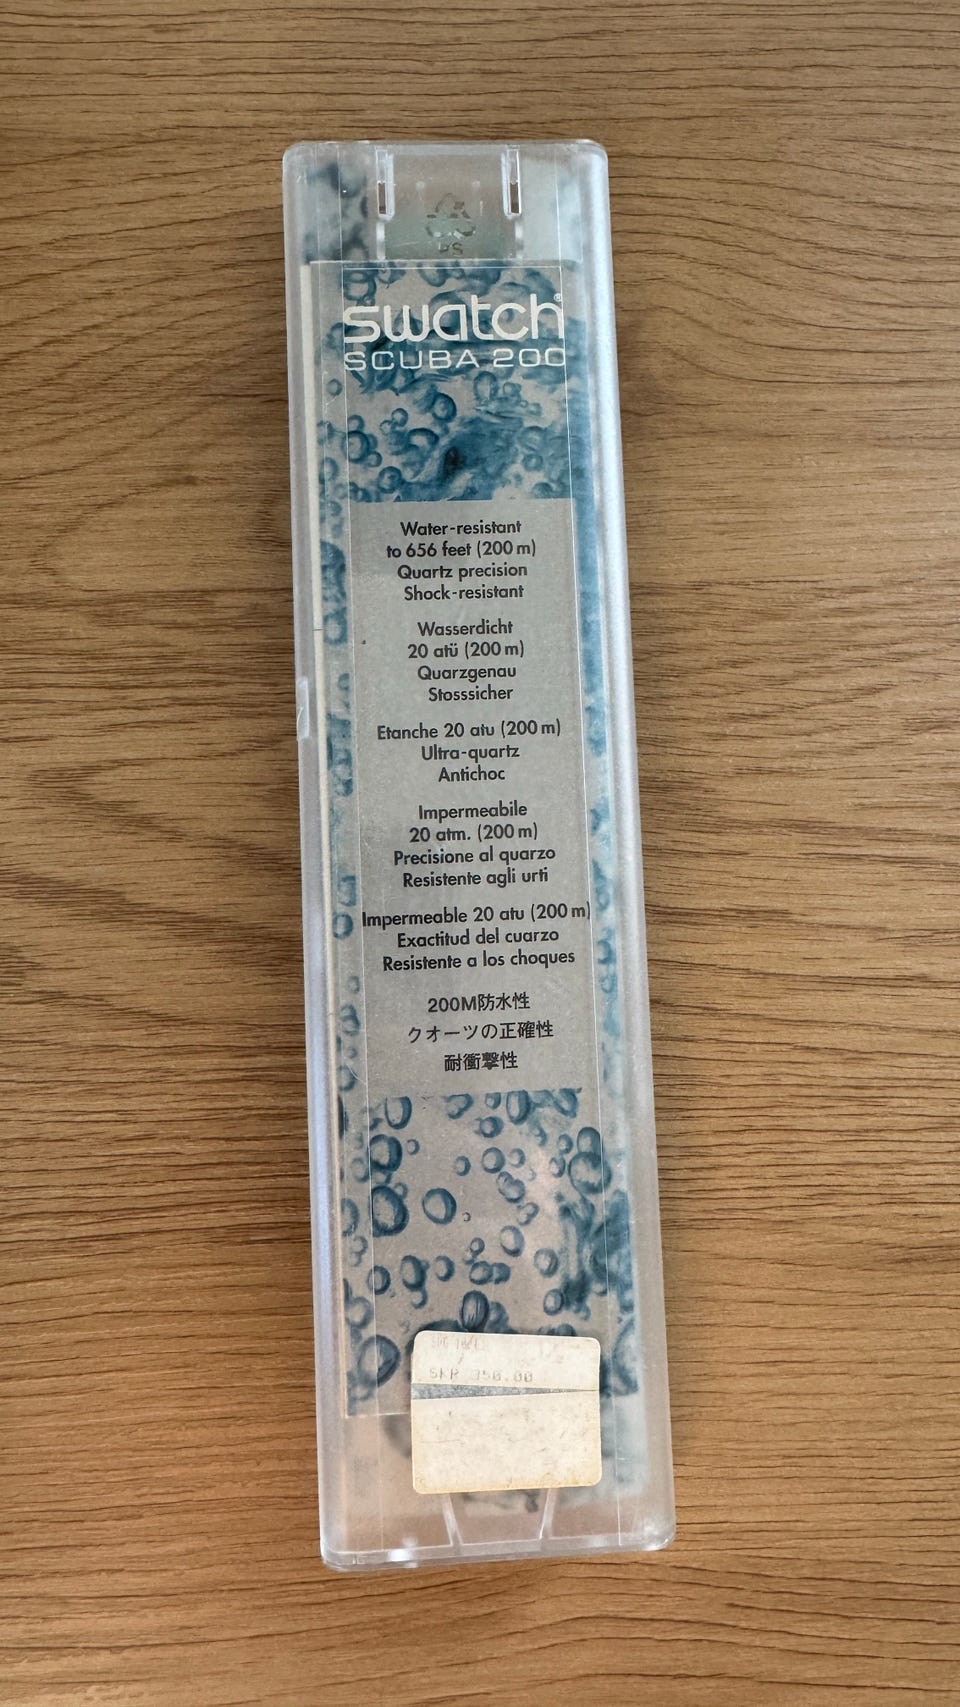 PS
swatch®
SCUBA 200
Water-resistant
to 656 feet (200 m)
Quartz precision
Shock-resistant
Wasserdicht
20 atü (200 m)
Quarzgenau
Stosssicher
Etanche 20 atu (200 m)
Ultra-quartz
Antichoc
Impermeabile
20 atm. (200 m)
Precisione al quarzo
Resistente agli urti
Impermeable 20 atu (200 m)
Exactitud del cuarzo
Resistente a los choques
200M防水性
クオーツの正確性
耐衝撃性